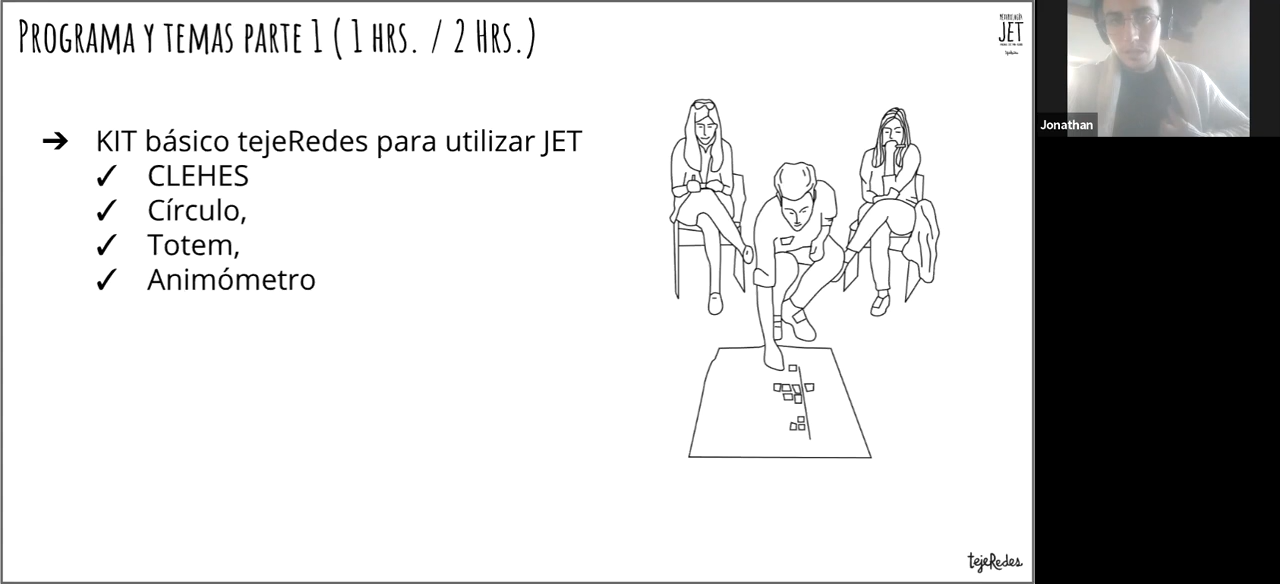 PROGRAMA Y TEMAS PARTE 1 ( 1 HRS. / 2 HRS.)
JET
➔ KIT básico tejeRedes para utilizar JET
✓ CLEHES
✓ Círculo,
✓ Totem,
✓ Animómetro
Jonathan
tejeRedes